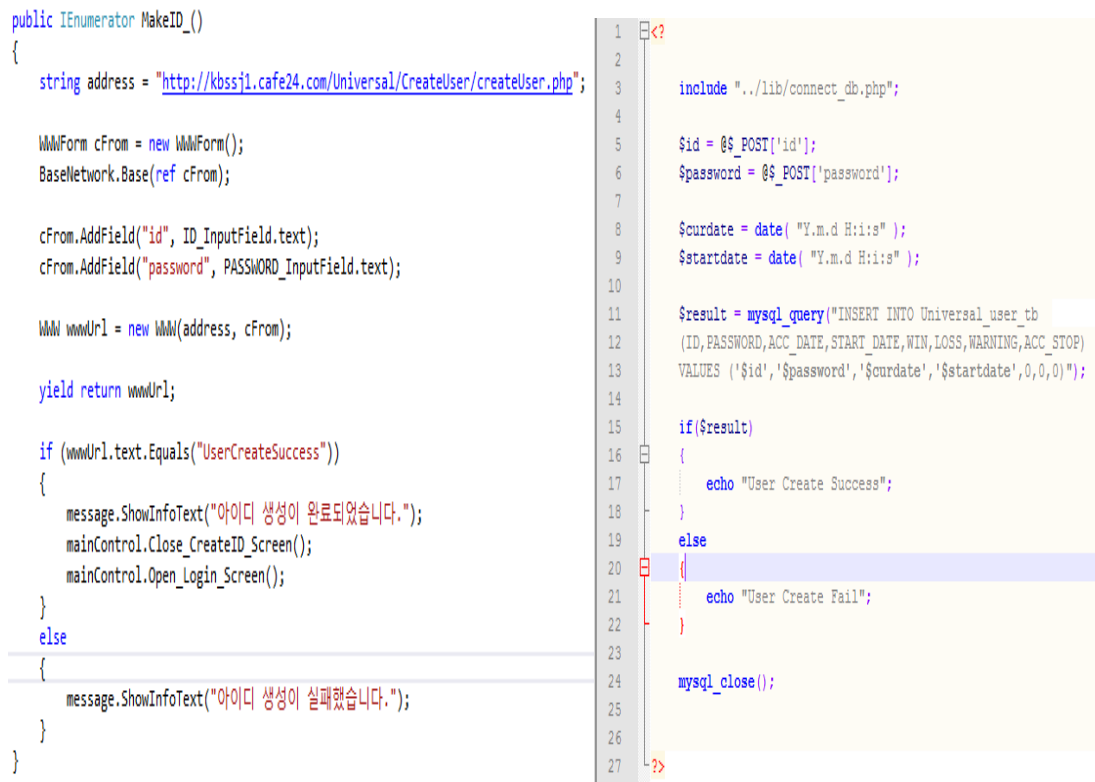 public IEnumerator MakeID_()
{
string address = "http://kbssj1.cafe24.com/Universal/CreateUser/createUser.php";
WWWForm cFrom = new WWWForm();
BaseNetwork.Base(ref cFrom);
cFrom.AddField("id", ID_InputField.text);
cFrom.AddField("password", PASSWORD_InputField.text);
WWW wwwUrl = new WWW(address, cFrom);
yield return wwwUrl;
if (wwwUrl.text.Equals("UserCreateSuccess"))
{
message.ShowInfoText("아이디 생성이 완료되었습니다.");
mainControl.Close_CreateID_Screen();
mainControl.Open_Login_Screen();
}
else
{
message.ShowInfoText("아이디 생성이 실패했습니다.");
}
}
1 <?
2
3 include "../lib/connect_db.php";
4
5 $id = @$_POST['id'];
6 $password = @$_POST['password'];
7
8 $curdate = date( "Y.m.d H:i:s" );
9 $startdate = date( "Y.m.d H:i:s" );
10
11 $result = mysql_query("INSERT INTO Universal_user_tb
12 (ID,PASSWORD,ACC_DATE,START_DATE,WIN,LOSS,WARNING,ACC_STOP)
13 VALUES ('$id','$password','$curdate','$startdate',0,0,0)");
14
15 if($result)
16 {
17 echo "User Create Success";
18 }
19 else
20 {
21 echo "User Create Fail";
22 }
23
24 mysql_close();
25
26
27 ?>